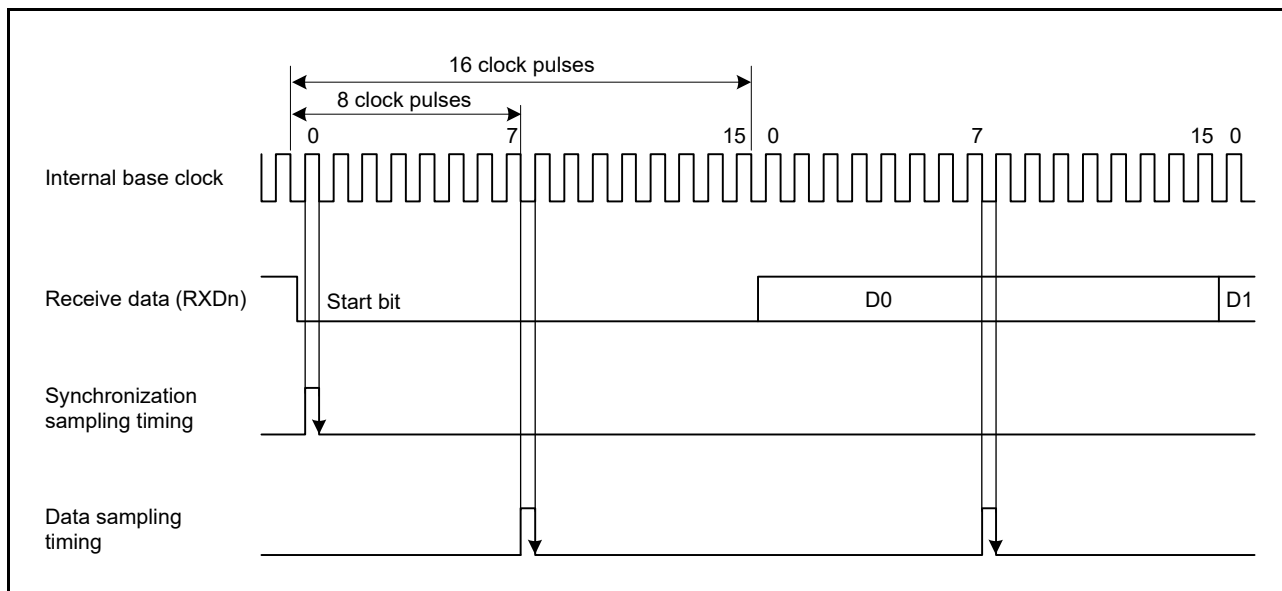 16 clock pulses
8 clock pulses
0 7 15 0 7 15 0
Internal base clock
Receive data (RXDn)
Start bit
D0
D1
Synchronization
sampling timing
Data sampling
timing